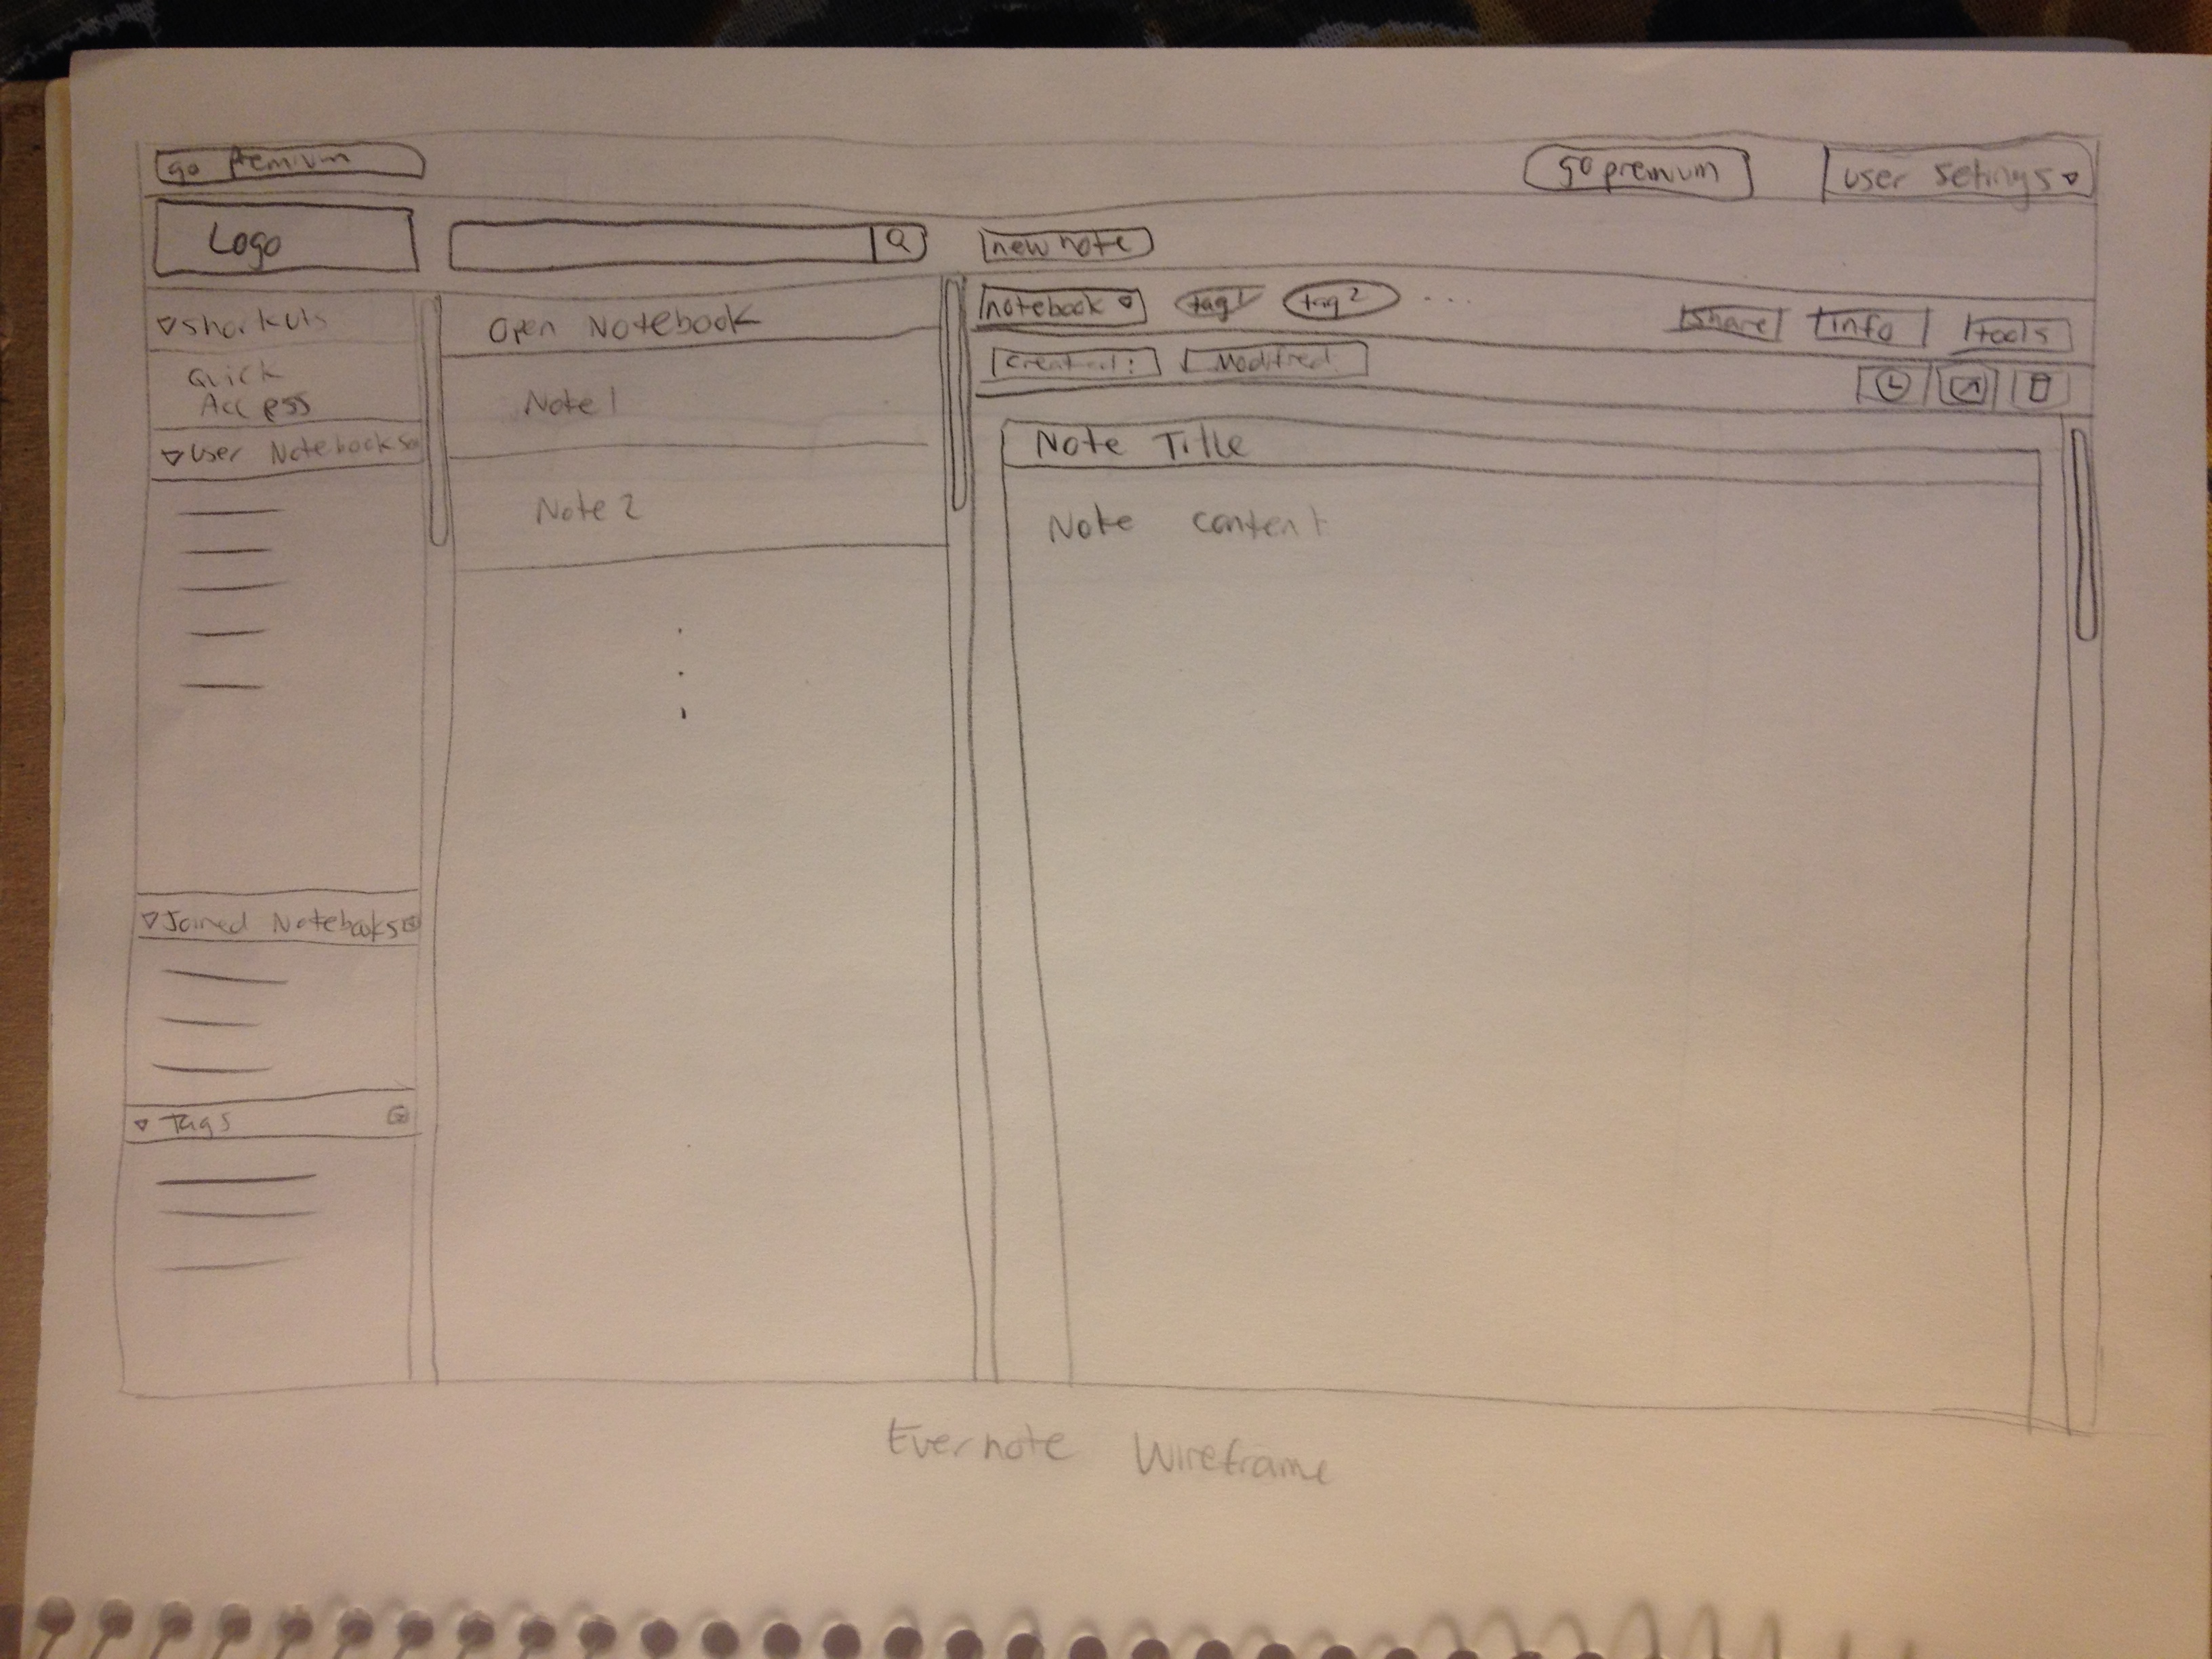 go premium
go premium
user setings
Logo
new note
shortcuts
Open Notebook
notebook
tag 1
tag 2
...
Share
info
tools
Quick
Access
created:
Modified
Note 1
User Notebooks
Note Title
Note 2
Note content
Joined Notebooks
Tags
Evernote Wireframe